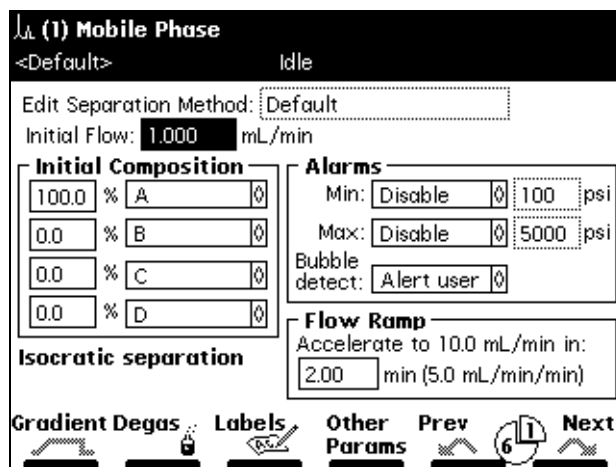 (1) Mobile Phase
<Default> Idle
Edit Separation Method: Default
Initial Flow: 1.000 mL/min
Initial Composition
100.0 % A
0.0 % B
0.0 % C
0.0 % D
Isocratic separation
Alarms
Min: Disable 100 psi
Max: Disable 5000 psi
Bubble
detect: Alert user
Flow Ramp
Accelerate to 10.0 mL/min in:
2.00 min (5.0 mL/min/min)
Gradient Degas Labels Other Prev 1 Next
Params 6